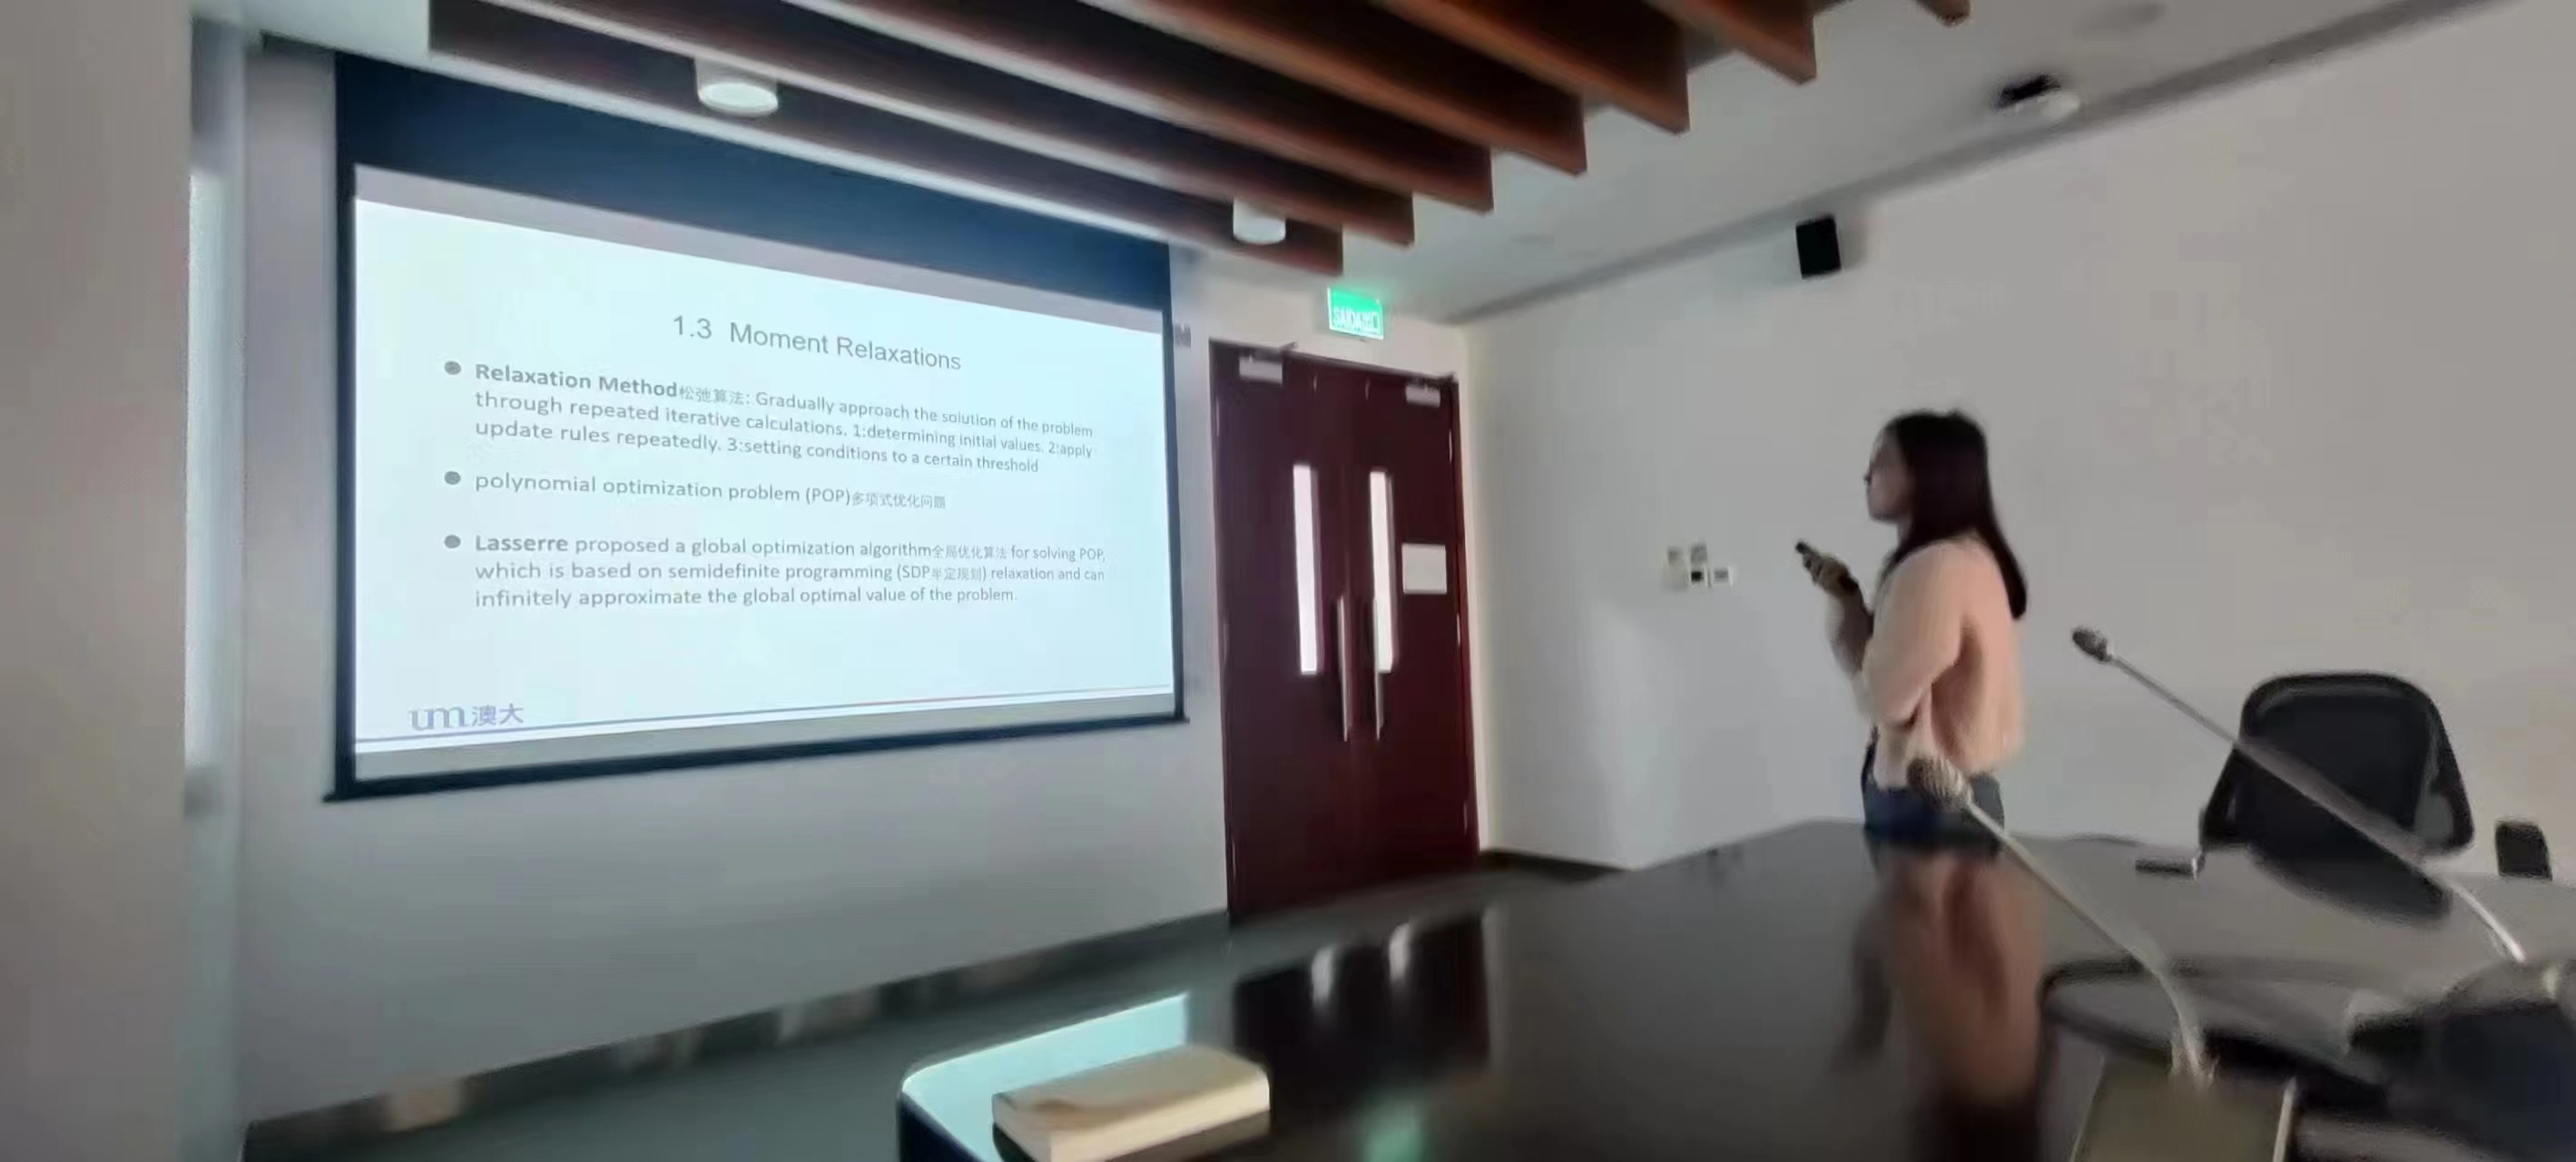 1.3 Moment Relaxations
Relaxation Method松弛算法: Gradually approach the solution of the problem
through repeated iterative calculations. 1:determining initial values. 2:apply
update rules repeatedly. 3:setting conditions to a certain threshold
polynomial optimization problem (POP)多项式优化问题
Lasserre proposed a global optimization algorithm全局优化算法 for solving POP,
which is based on semidefinite programming (SDP半定规划) relaxation and can
infinitely approximate the global optimal value of the problem.
um澳大